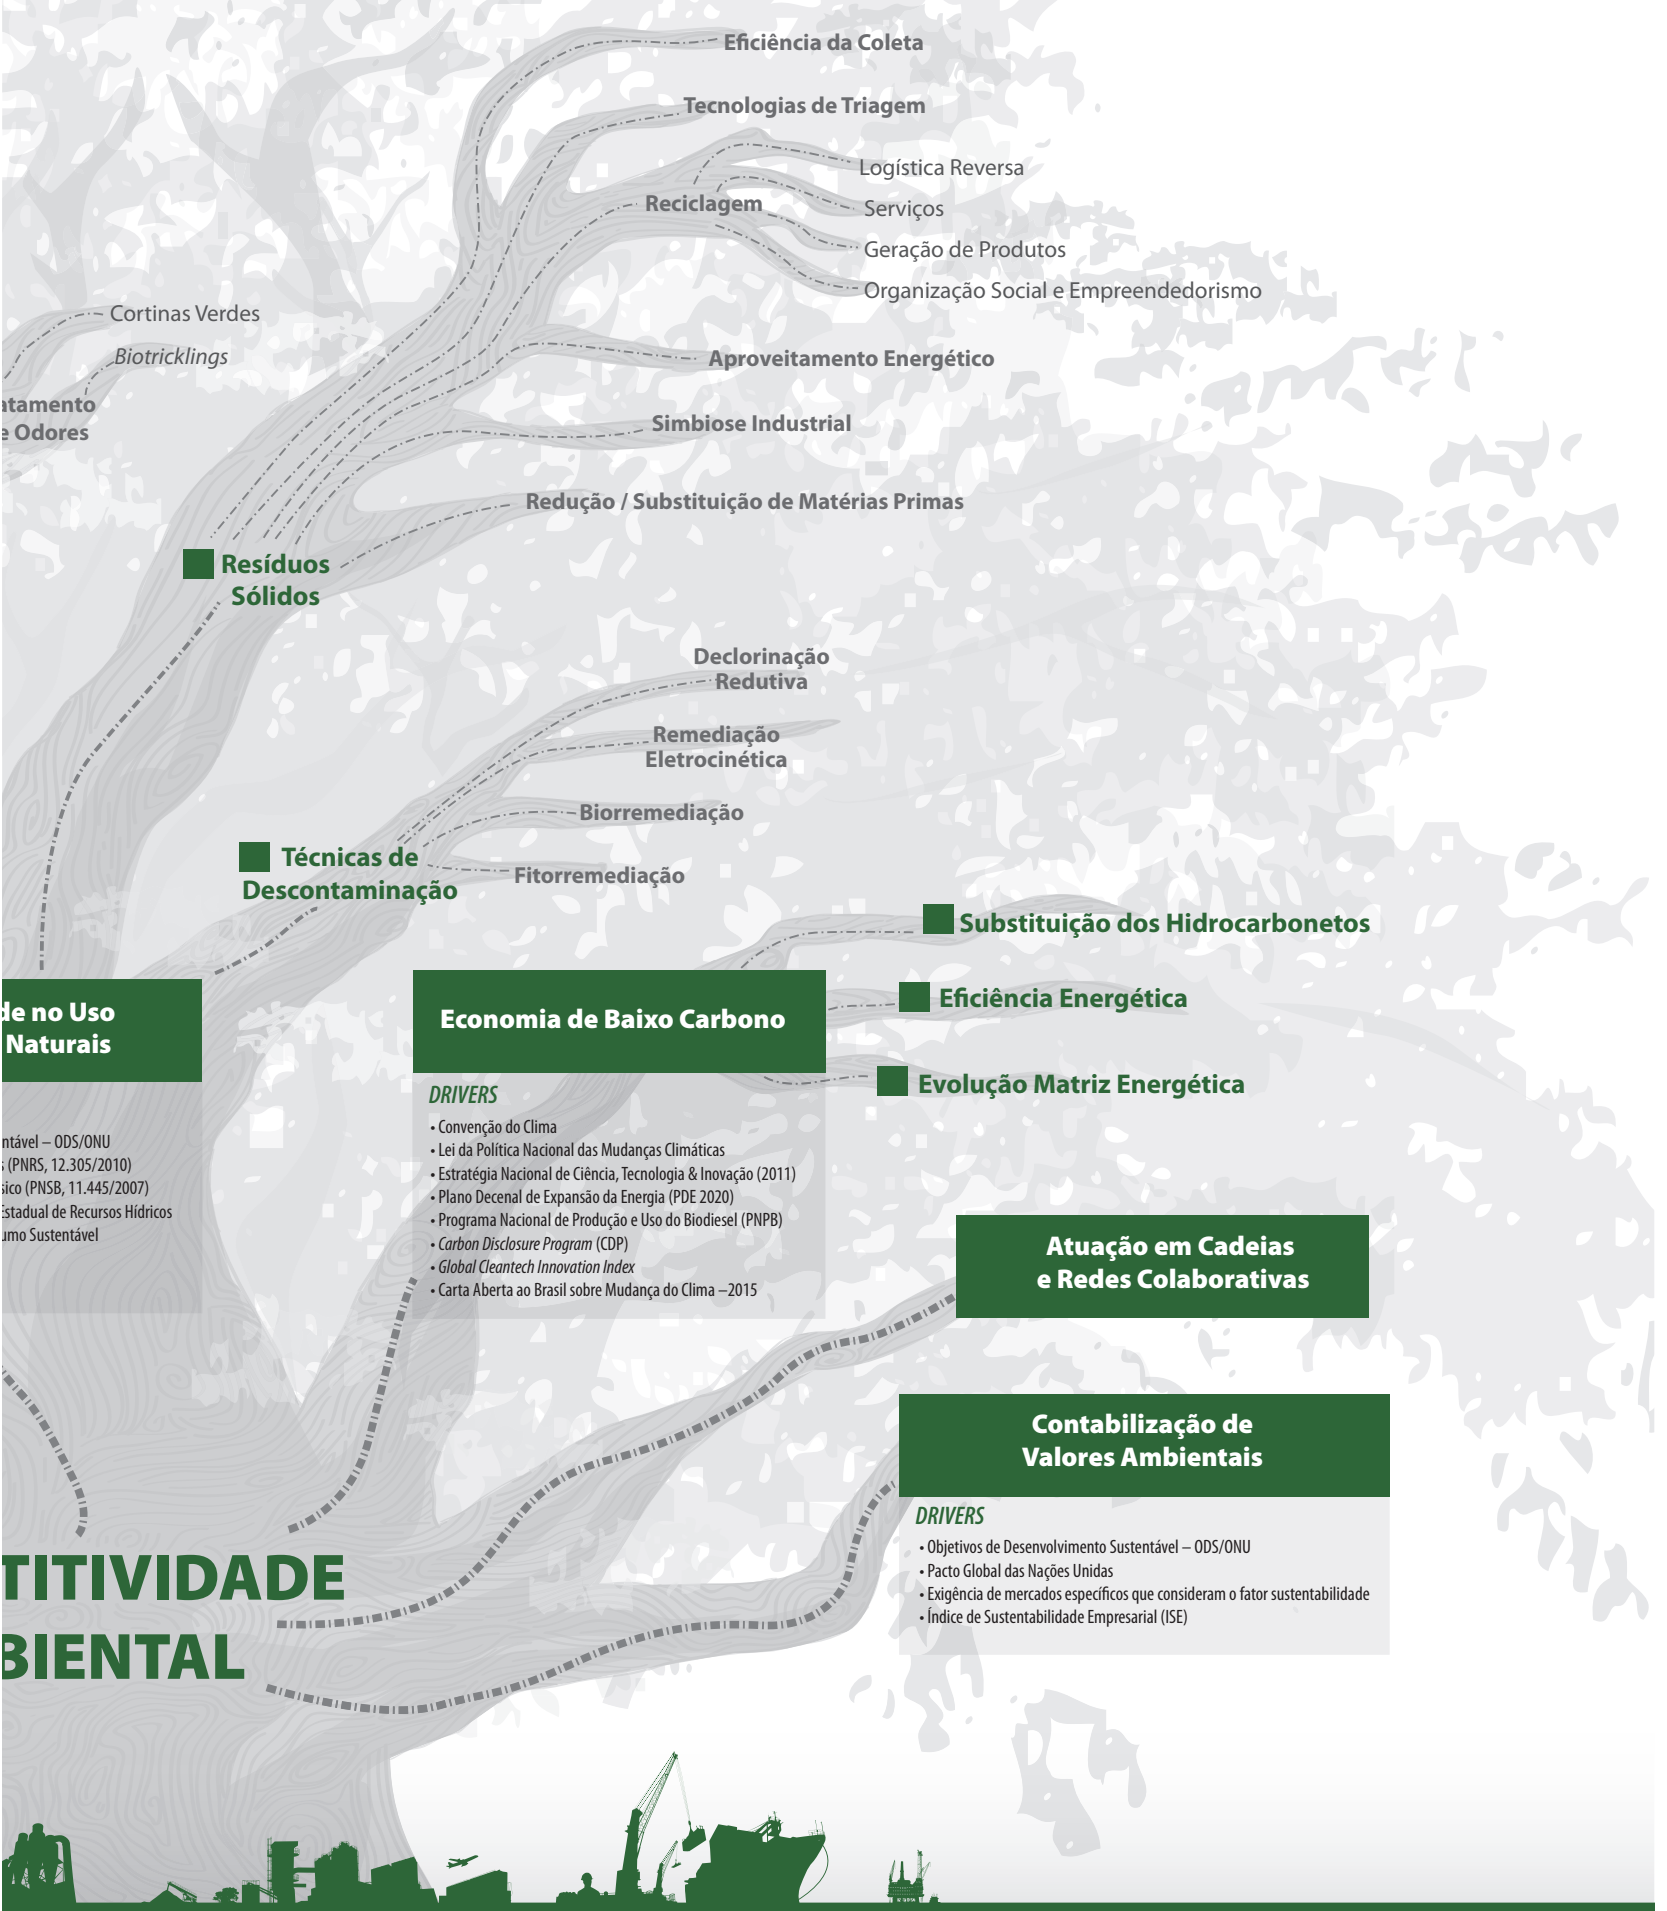 Eficiência da Coleta
Tecnologias de Triagem
Logística Reversa
Reciclagem
Serviços
Geração de Produtos
Organização Social e Empreendedorismo
Cortinas Verdes
Biotricklings
Aproveitamento Energético
atamento
e Odores
Simbiose Industrial
Redução / Substituição de Matérias Primas
Resíduos
Sólidos
Declorinação
Redutiva
Remediação
Eletrocinética
Biorremediação
Técnicas de
Descontaminação
Fitorremediação
Substituição dos Hidrocarbonetos
Eficiência Energética
Evolução Matriz Energética
de no Uso
Naturais
ntável – ODS/ONU
s (PNRS, 12.305/2010)
sico (PNSB, 11.445/2007)
Estadual de Recursos Hídricos
umo Sustentável
Economia de Baixo Carbono
DRIVERS
• Convenção do Clima
• Lei da Política Nacional das Mudanças Climáticas
• Estratégia Nacional de Ciência, Tecnologia & Inovação (2011)
• Plano Decenal de Expansão da Energia (PDE 2020)
• Programa Nacional de Produção e Uso do Biodiesel (PNPB)
• Carbon Disclosure Program (CDP)
• Global Cleantech Innovation Index
• Carta Aberta ao Brasil sobre Mudança do Clima –2015
Atuação em Cadeias
e Redes Colaborativas
Contabilização de
Valores Ambientais
DRIVERS
• Objetivos de Desenvolvimento Sustentável – ODS/ONU
• Pacto Global das Nações Unidas
• Exigência de mercados específicos que consideram o fator sustentabilidade
• Índice de Sustentabilidade Empresarial (ISE)
TITIVIDADE
BIENTAL